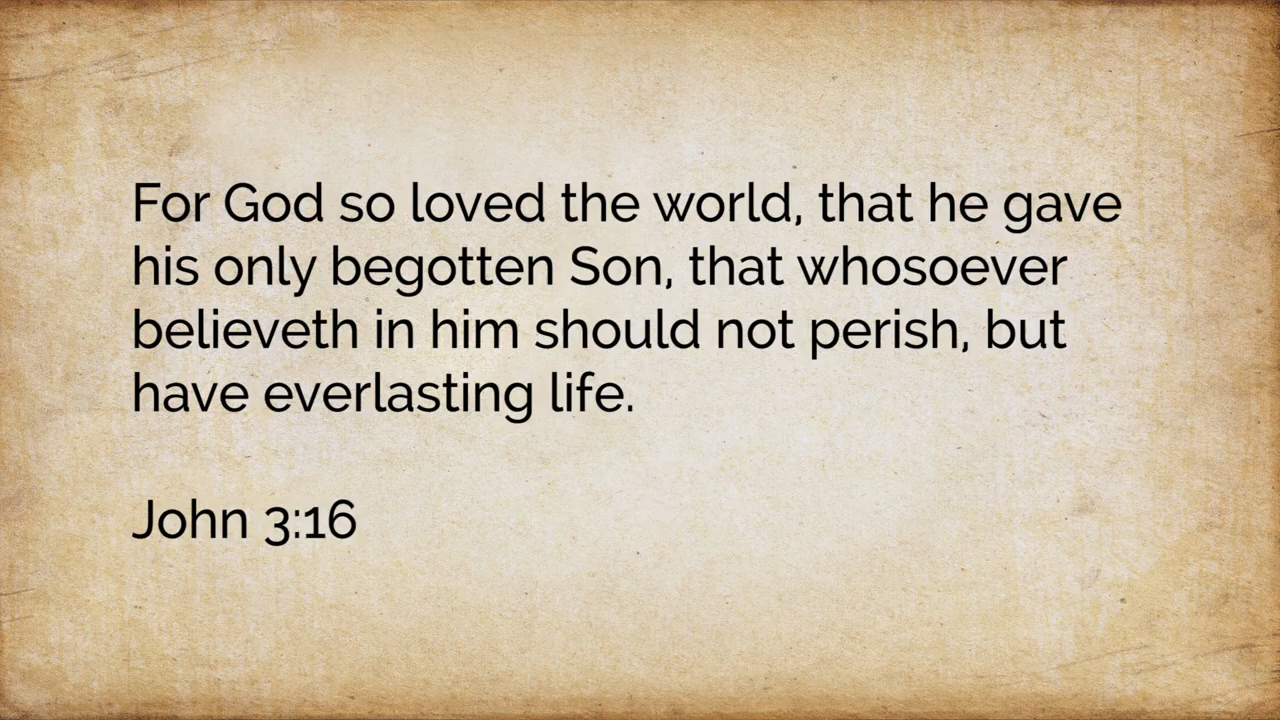 For God so loved the world, that he gave
his only begotten Son, that whosoever
believeth in him should not perish, but
have everlasting life.
John 3:16